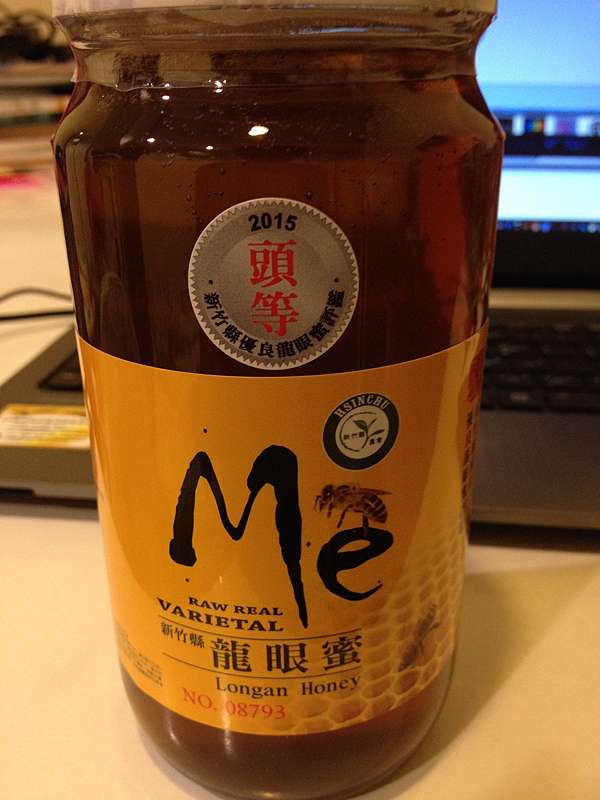 2015
頭等
新竹縣優良龍眼蜜評鑑
HSINCHU
Me
RAW REAL
VARIETAL
新竹縣 龍眼蜜
Longan Honey
NO. 08793